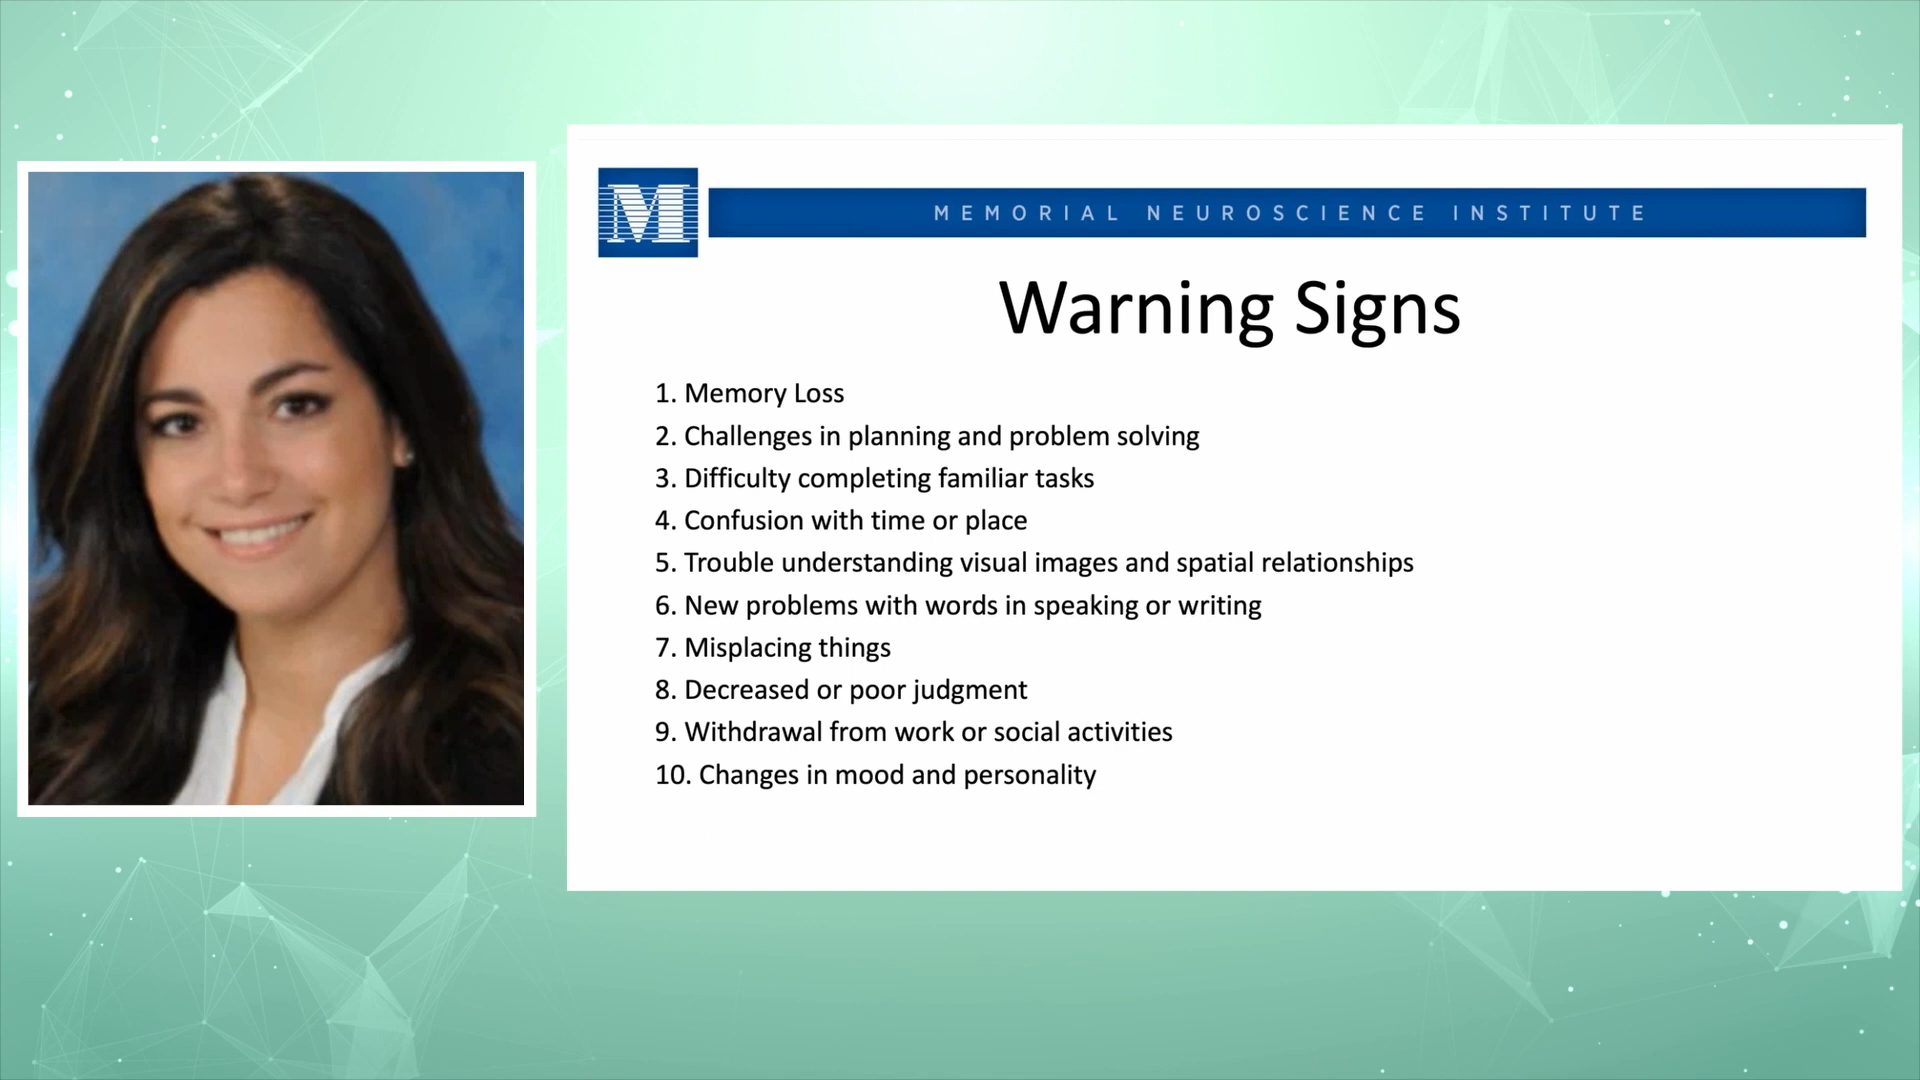 M
MEMORIAL NEUROSCIENCE INSTITUTE
Warning Signs
1. Memory Loss
2. Challenges in planning and problem solving
3. Difficulty completing familiar tasks
4. Confusion with time or place
5. Trouble understanding visual images and spatial relationships
6. New problems with words in speaking or writing
7. Misplacing things
8. Decreased or poor judgment
9. Withdrawal from work or social activities
10. Changes in mood and personality